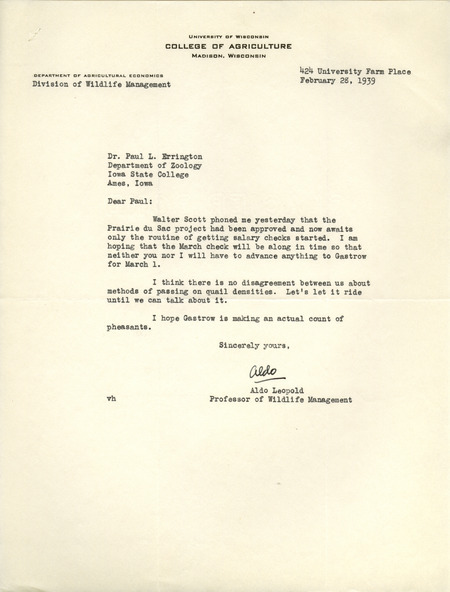 UNIVERSITY OF WISCONSIN
COLLEGE OF AGRICULTURE
MADISON, WISCONSIN
DEPARTMENT OF AGRICULTURAL ECONOMICS
Division of Wildlife Management
424 University Farm Place
February 28, 1939
Dr. Paul L. Errington
Department of Zoology
Iowa State College
Ames, Iowa
Dear Paul:
Walter Scott phoned me yesterday that the
Prairie du Sac project had been approved and now awaits
only the routine of getting salary checks started. I am
hoping that the March check will be along in time so that
neither you nor I will have to advance anything to Gastrow
for March 1.
I think there is no disagreement between us about
methods of passing on quail densities. Let's let it ride
until we can talk about it.
I hope Gastrow is making an actual count of
pheasants.
Sincerely yours,
Aldo
Aldo Leopold
vh Professor of Wildlife Management